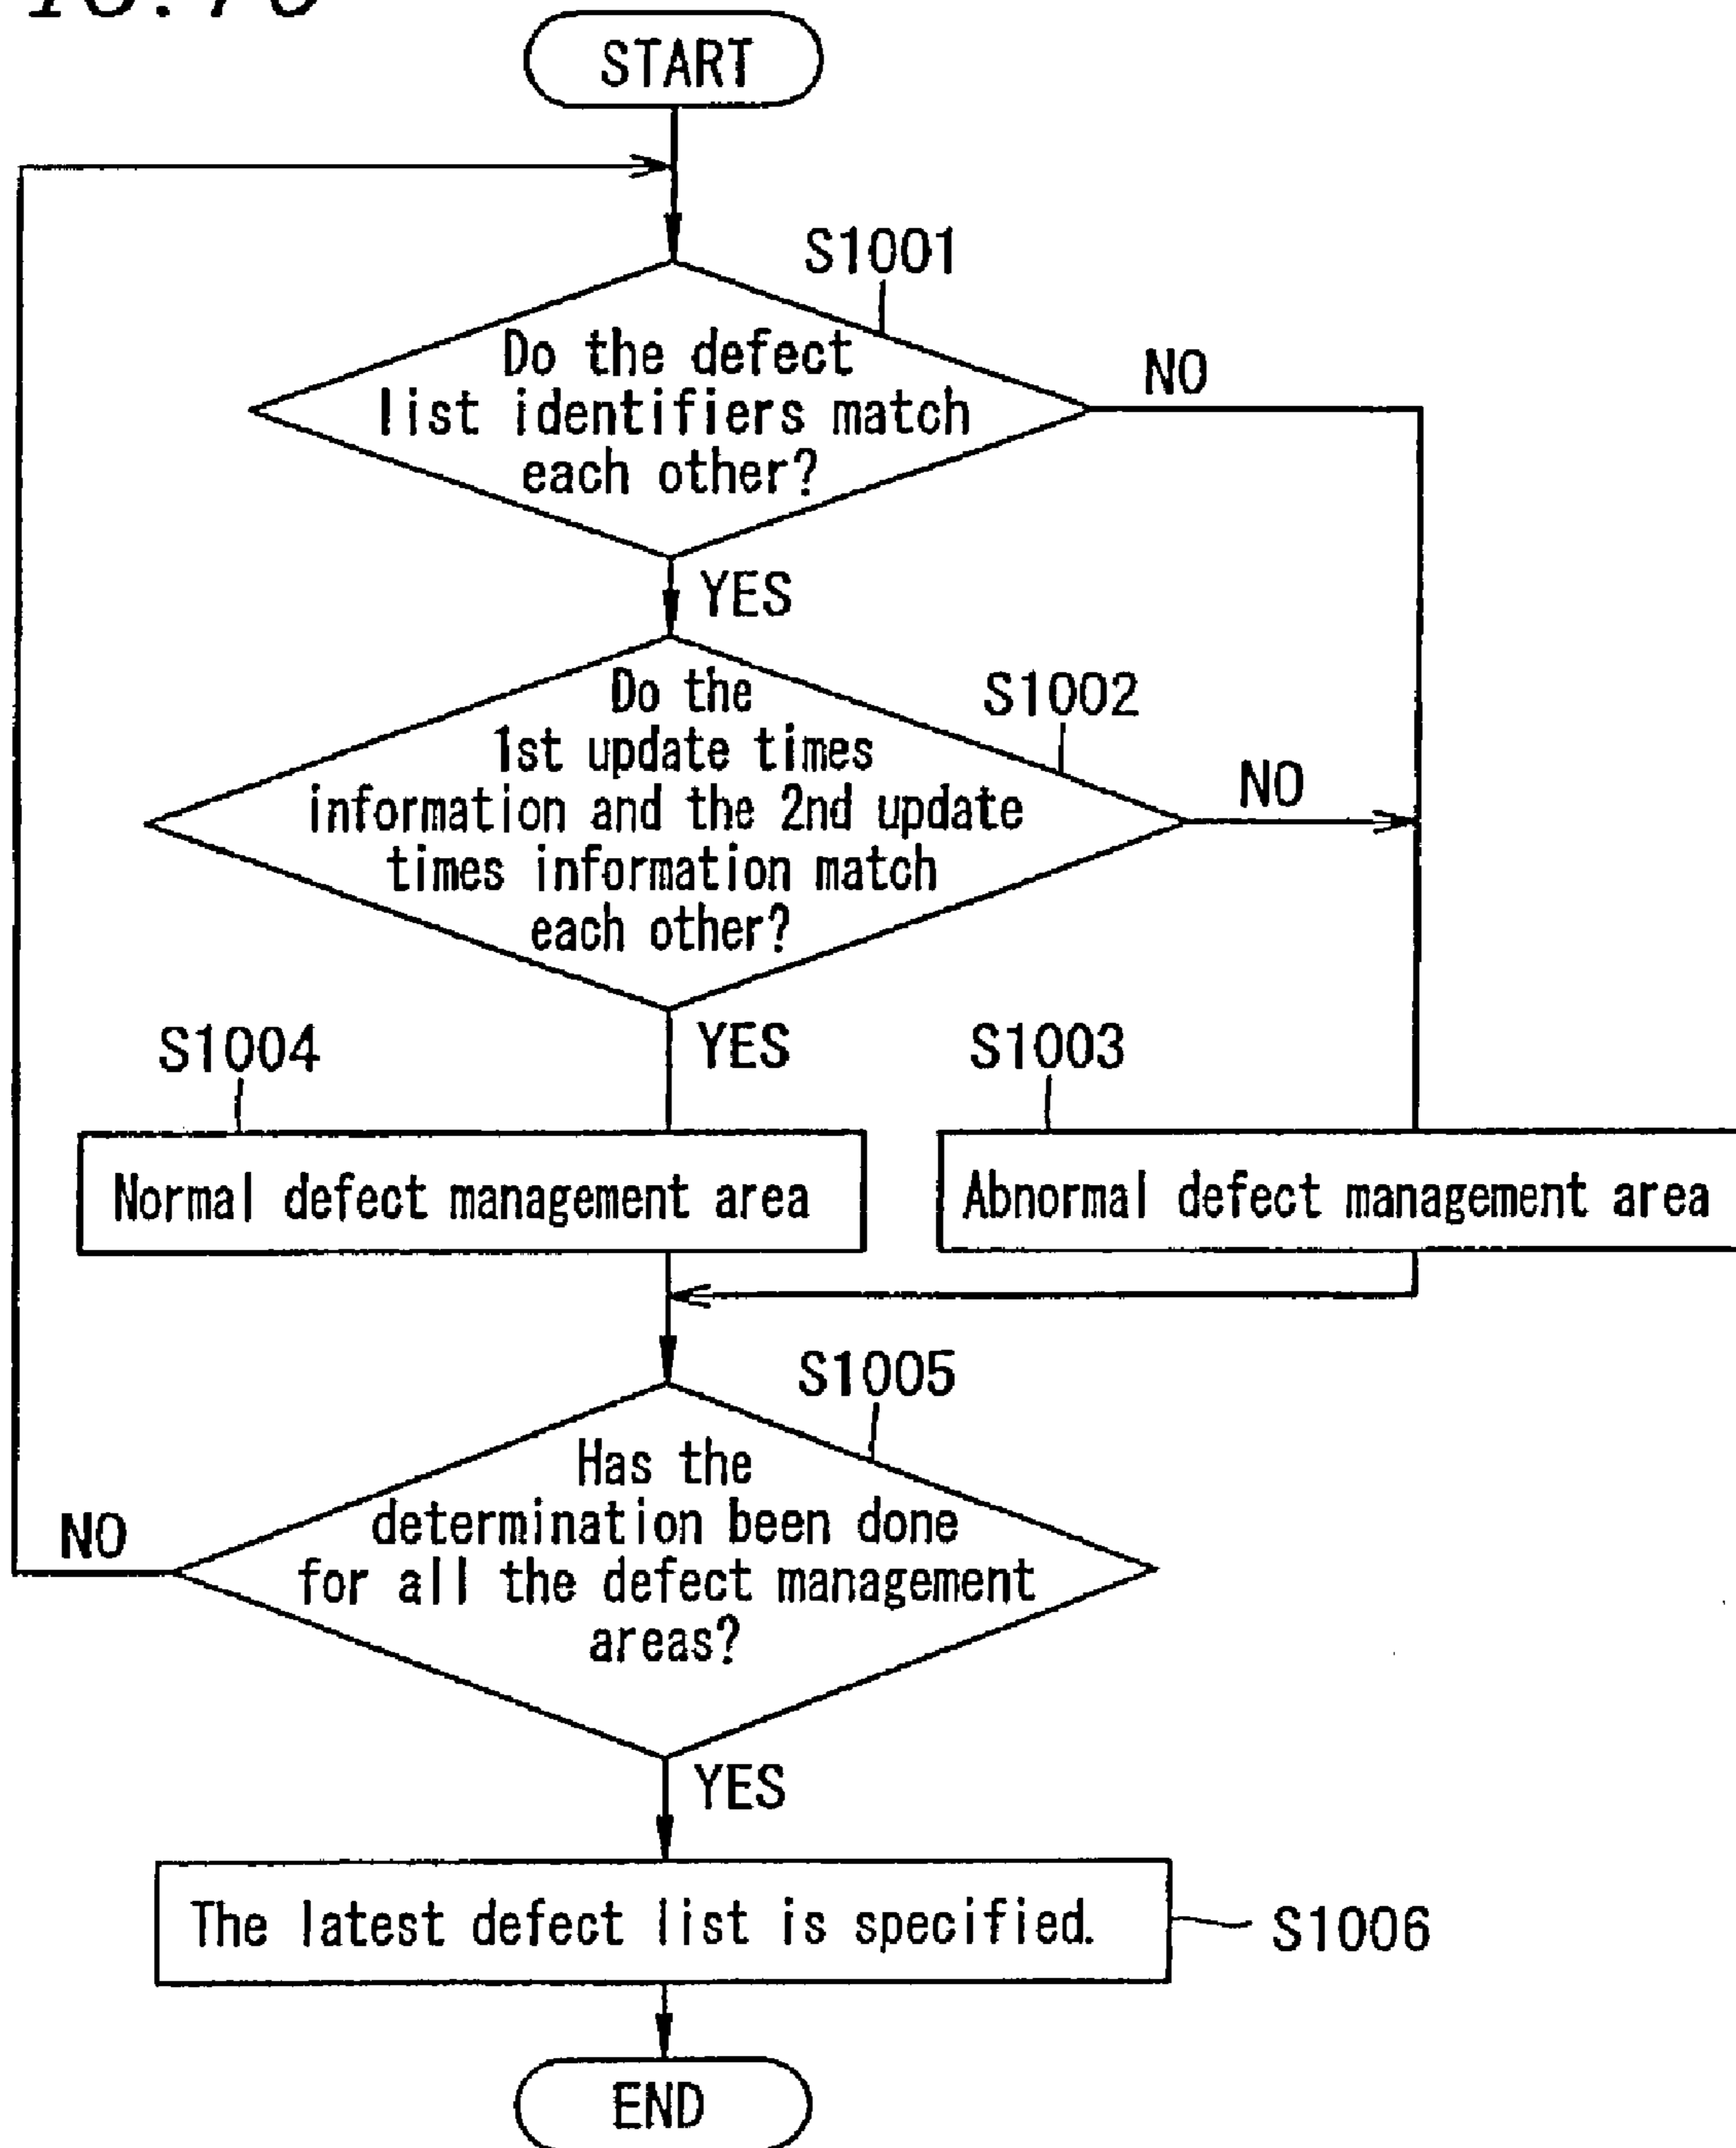 START
S1001
Do the defect
list identifiers match
each other?
NO
YES
S1002
Do the
1st update times
information and the 2nd update
times information match
each other?
NO
YES
S1004
S1003
Normal defect management area
Abnormal defect management area
S1005
Has the
determination been done
for all the defect management
areas?
NO
YES
The latest defect list is specified.
S1006
END